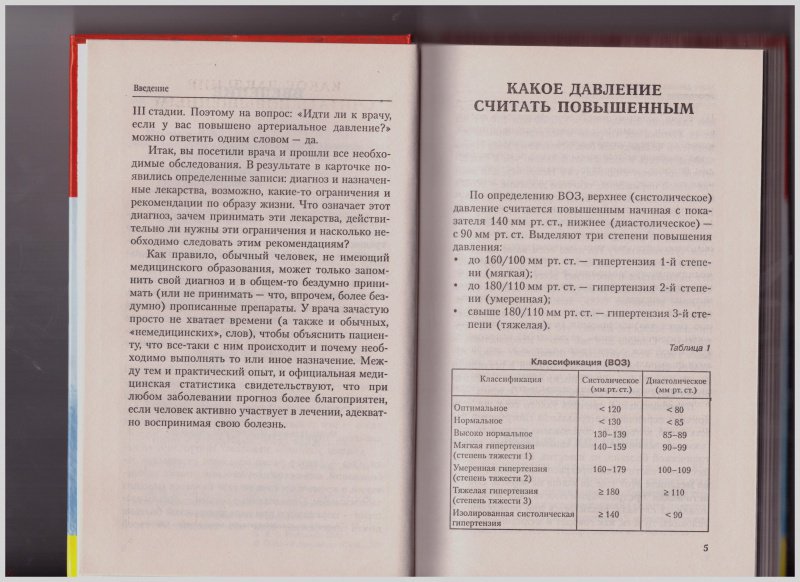 Введение
III стадии. Поэтому на вопрос: «Идти ли к врачу,
если у вас повышено артериальное давление?»
можно ответить одним словом — да.
Итак, вы посетили врача и прошли все необхо-
димые обследования. В результате в карточке по-
явились определенные записи: диагноз и назначен-
ные лекарства, возможно, какие-то ограничения и
рекомендации по образу жизни. Что означает этот
диагноз, зачем принимать эти лекарства, действи-
тельно ли нужны эти ограничения и насколько не-
обходимо следовать этим рекомендациям?
Как правило, обычный человек, не имеющий
медицинского образования, может только запом-
нить свой диагноз и в общем-то бездумно прини-
мать (или не принимать — что, впрочем, более без-
думно) прописанные препараты. У врача зачастую
просто не хватает времени (а также и обычных,
«немедицинских», слов), чтобы объяснить пациен-
ту, что все-таки с ним происходит и почему необ-
ходимо выполнять то или иное назначение. Меж-
ду тем и практический опыт, и официальная меди-
цинская статистика свидетельствуют, что при
любом заболевании прогноз более благоприятен,
если человек активно участвует в лечении, адекват-
но воспринимая свою болезнь.
КАКОЕ ДАВЛЕНИЕ
СЧИТАТЬ ПОВЫШЕННЫМ
По определению ВОЗ, верхнее (систолическое)
давление считается повышенным начиная с пока-
зателя 140 мм рт. ст., нижнее (диастолическое) —
с 90 мм рт. ст. Выделяют три степени повышения
давления:
• до 160/100 мм рт. ст. — гипертензия 1-й степе-
ни (мягкая);
• до 180/110 мм рт. ст. — гипертензия 2-й степе-
ни (умеренная);
• свыше 180/110 мм рт. ст. — гипертензия 3-й сте-
пени (тяжелая).
Таблица 1
Классификация (ВОЗ)
Классификация Систолическое Диастолическое
(мм рт. ст.) (мм рт. ст.)
Оптимальное < 120 < 80
Нормальное < 130 < 85
Высоко нормальное 130–139 85–89
Мягкая гипертензия 140–159 90–99
(степень тяжести 1)
Умеренная гипертензия 160–179 100–109
(степень тяжести 2)
Тяжелая гипертензия ≥ 180 ≥ 110
(степень тяжести 3)
Изолированная систолическая ≥ 140 < 90
гипертензия
5